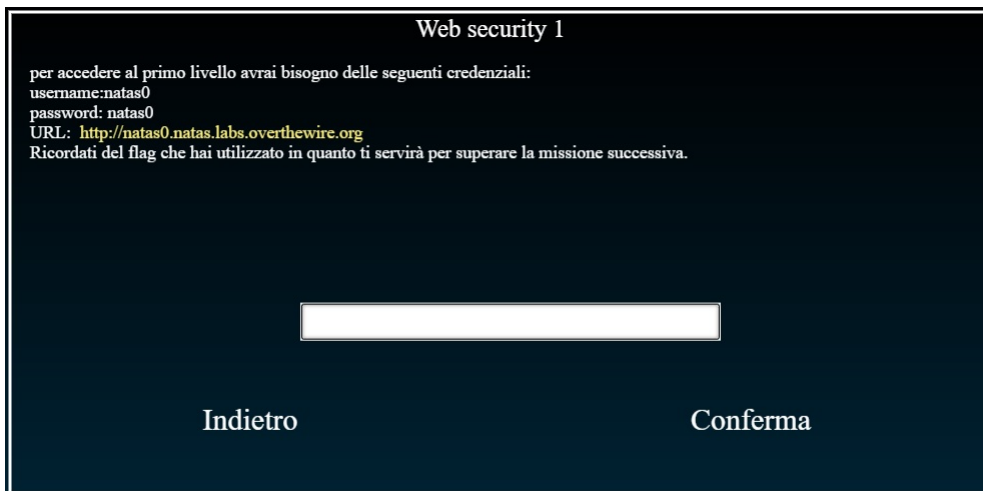 Web security 1
per accedere al primo livello avrai bisogno delle seguenti credenziali:
username:natas0
password: natas0
URL: http://natas0.natas.labs.overthewire.org
Ricordati del flag che hai utilizzato in quanto ti servirà per superare la missione successiva.
Indietro
Conferma